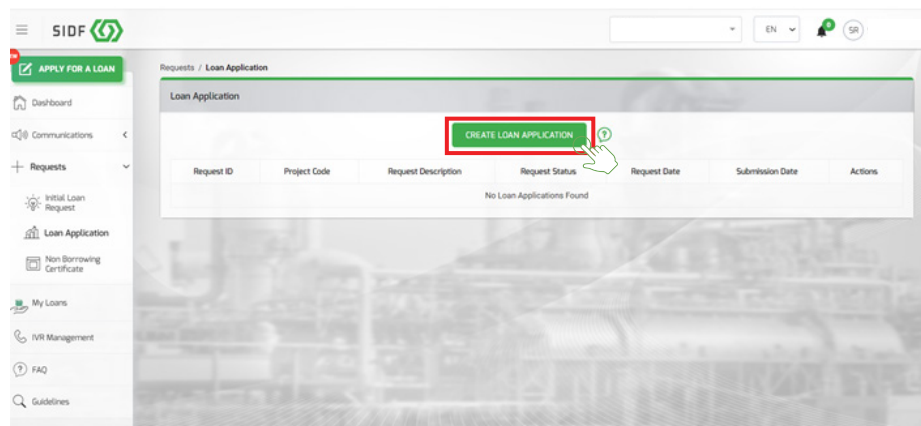 SIDF
EN
0
SR
APPLY FOR A LOAN
Requests / Loan Application
Loan Application
Dashboard
Communications
CREATE LOAN APPLICATION
?
Requests
Request ID Project Code Request Description Request Status Request Date Submission Date Actions
No Loan Applications Found
Initial Loan
Request
Loan Application
Non Borrowing
Certificate
My Loans
IVR Management
? FAQ
Guidelines